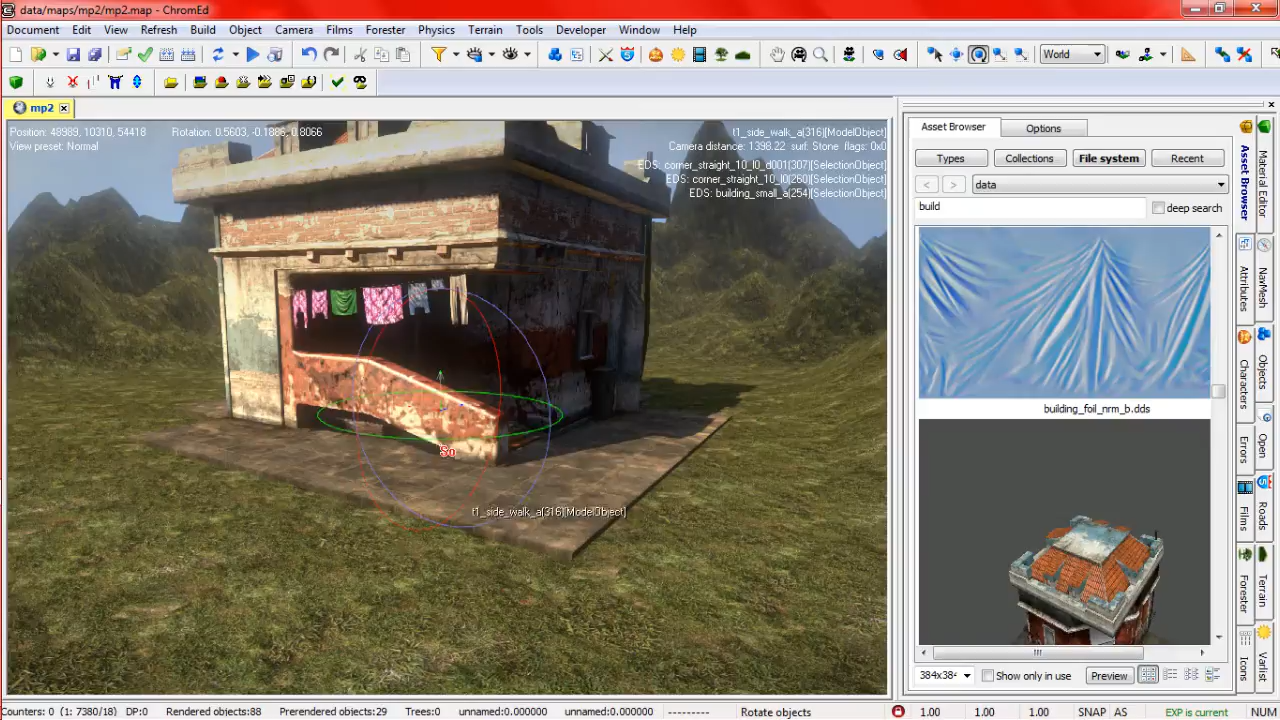 data/maps/mp2/mp2.map - ChromEd
Document Edit View Refresh Build Object Camera Films Forester Physics Terrain Tools Developer Window Help
World
mp2
Position: 48989, 10310, 54418 Rotation: 0.5603, -0.1886, 0.8066
View preset: Normal
t1_side_walk_a[316][ModelObject]
Camera distance: 1398.22 surf: Stone flags: 0x0
EDS: corner_straight_10_l0_d001(307)[SelectionObject]
EDS: corner_straight_10_l0(260)[SelectionObject]
EDS: building_small_a(254)[SelectionObject]
t1_side_walk_a[316][ModelObject]
Asset Browser Options
Types Collections File system Recent
< > data
build deep search
building_foil_nrm_b.dds
384x384 Show only in use Preview
Asset Browser
Attributes
Characters
Errors
Films
Forester
Icons
Material Editor
NavMesh
Objects
Open
Roads
Terrain
Varlist
Counters: 0 (1: 7380/18) DP:0 Rendered objects:88 Prerendered objects:29 Trees:0 unnamed:0.000000 unnamed:0.000000 --------- Rotate objects 1.00 1.00 1.00 SNAP AS EXP is current NUM